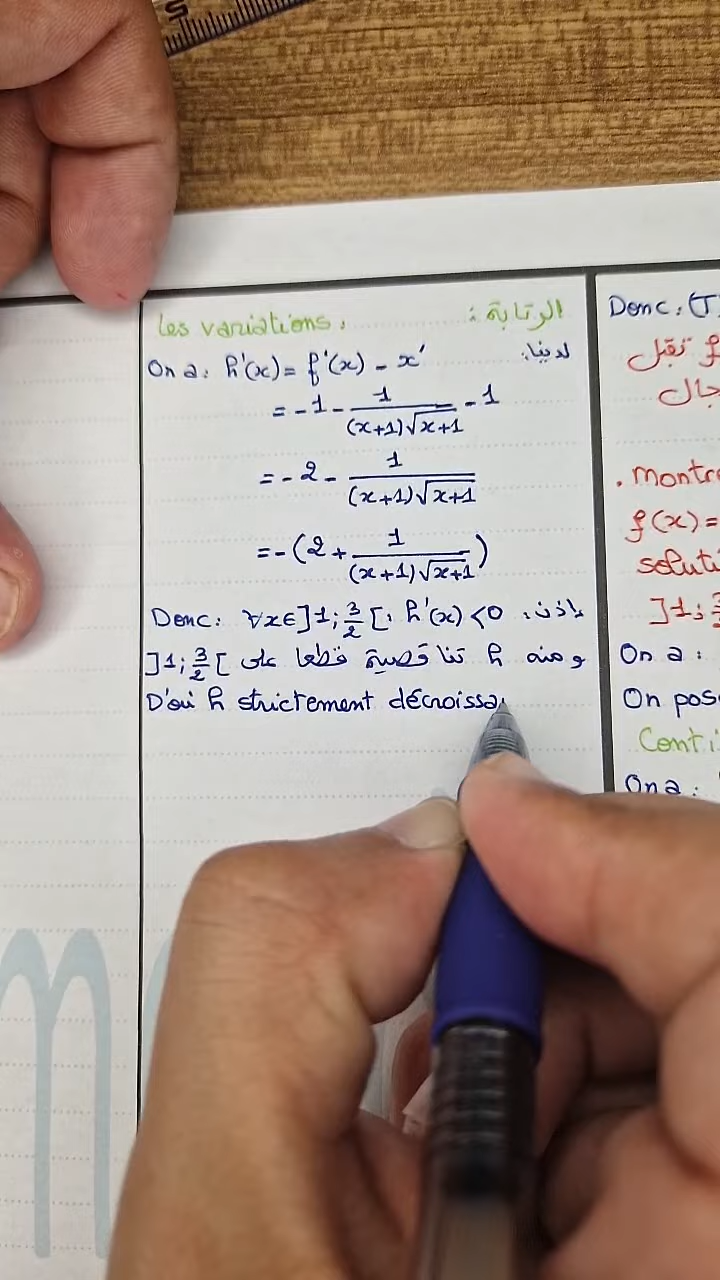 Les variations: الرتابة:
On a: h'(x) = f'(x) - x' لدينا:
= -1 - 1/((x+1)√(x+1)) - 1
= -2 - 1/((x+1)√(x+1))
= -(2 + 1/((x+1)√(x+1)))
Donc: ∀x∈]1;3/2[: h'(x)<0 إذن:
ومنه h تناقصية قطعا على ]1;3/2[
D'où h strictement décroissa
Donc: (T.
f تقبل
. Montre
f(x)=
soluti
]1;3
On a :
On pos
Conti
On a :
5